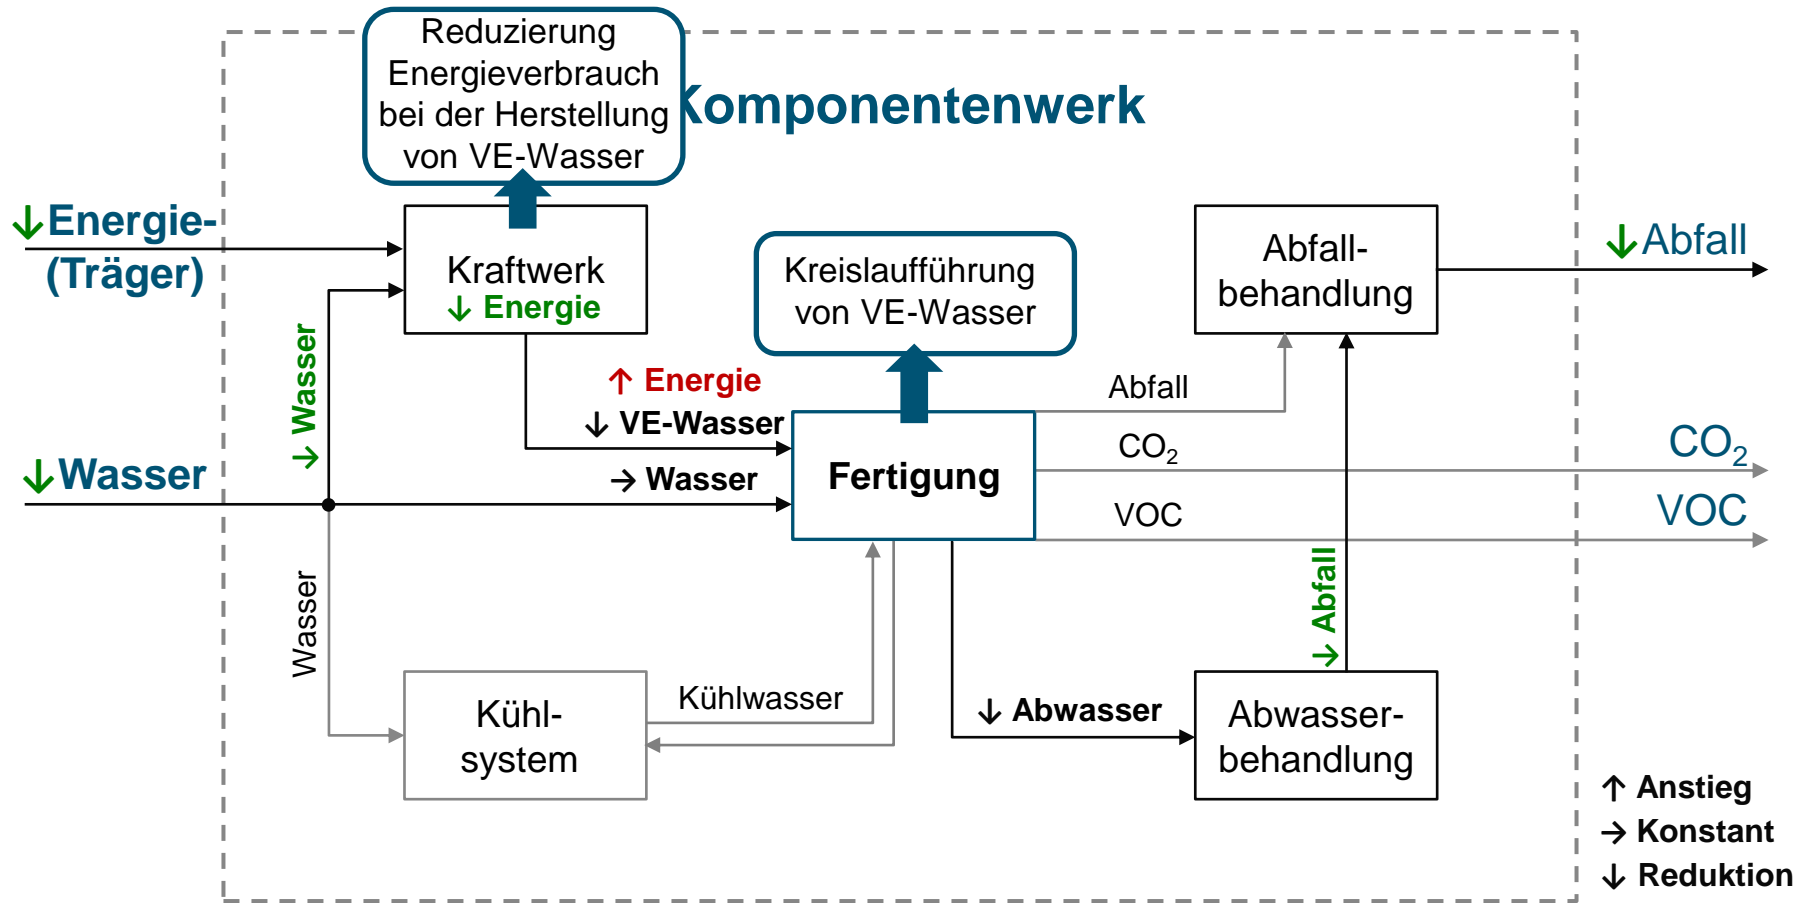 Reduzierung
Energieverbrauch
bei der Herstellung
von VE-Wasser
Komponentenwerk
↓Energie-
(Träger)
Kraftwerk
↓ Energie
Kreislaufführung
von VE-Wasser
Abfall-
behandlung
↓Abfall
→ Wasser
↑ Energie
↓ VE-Wasser
Abfall
CO₂
CO₂
↓Wasser
→ Wasser
Fertigung
VOC
VOC
Wasser
→ Abfall
Kühl-
system
Kühlwasser
↓ Abwasser
Abwasser-
behandlung
↑ Anstieg
→ Konstant
↓ Reduktion